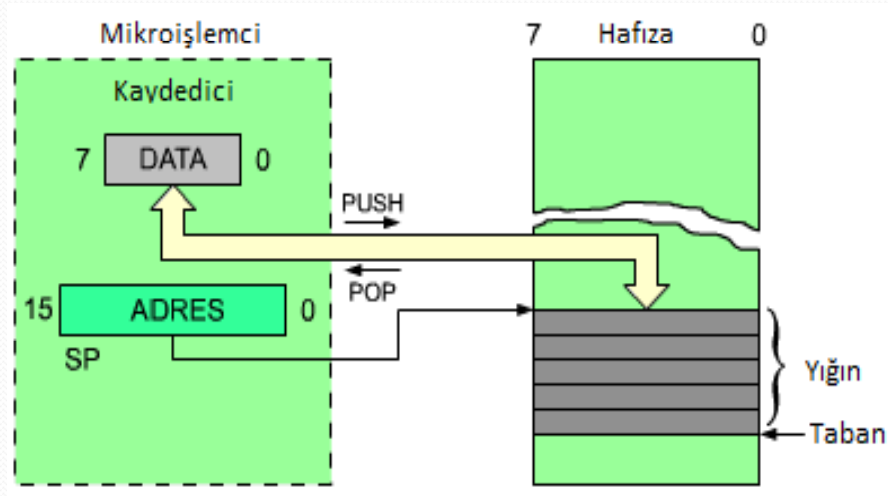 Mikroişlemci
7 Hafıza 0
Kaydedici
7 DATA 0
PUSH
POP
15 ADRES 0
SP
Yığın
Taban